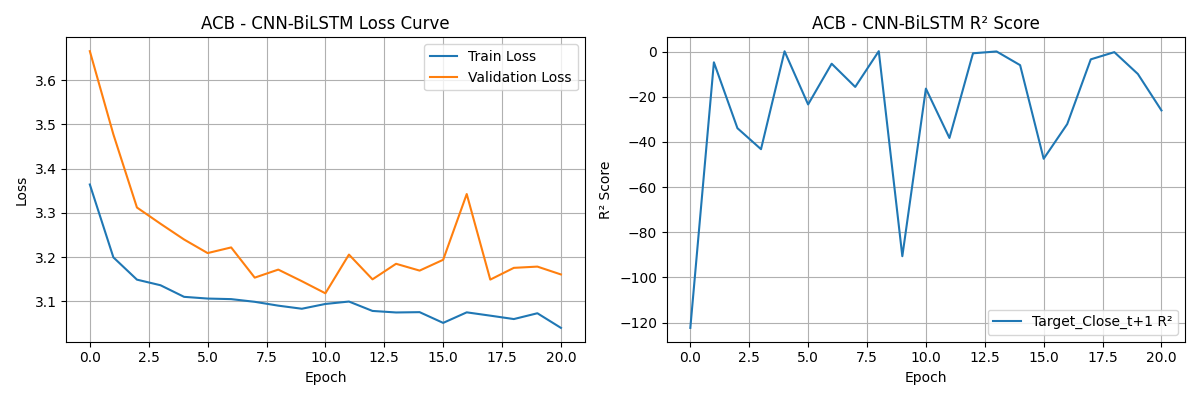 ACB - CNN-BiLSTM Loss Curve
Train Loss
Validation Loss
3.6
3.5
3.4
3.3
3.2
3.1
Loss
0.0 2.5 5.0 7.5 10.0 12.5 15.0 17.5 20.0
Epoch
ACB - CNN-BiLSTM R² Score
0
−20
−40
−60
−80
−100
−120
R² Score
Target_Close_t+1 R²
0.0 2.5 5.0 7.5 10.0 12.5 15.0 17.5 20.0
Epoch